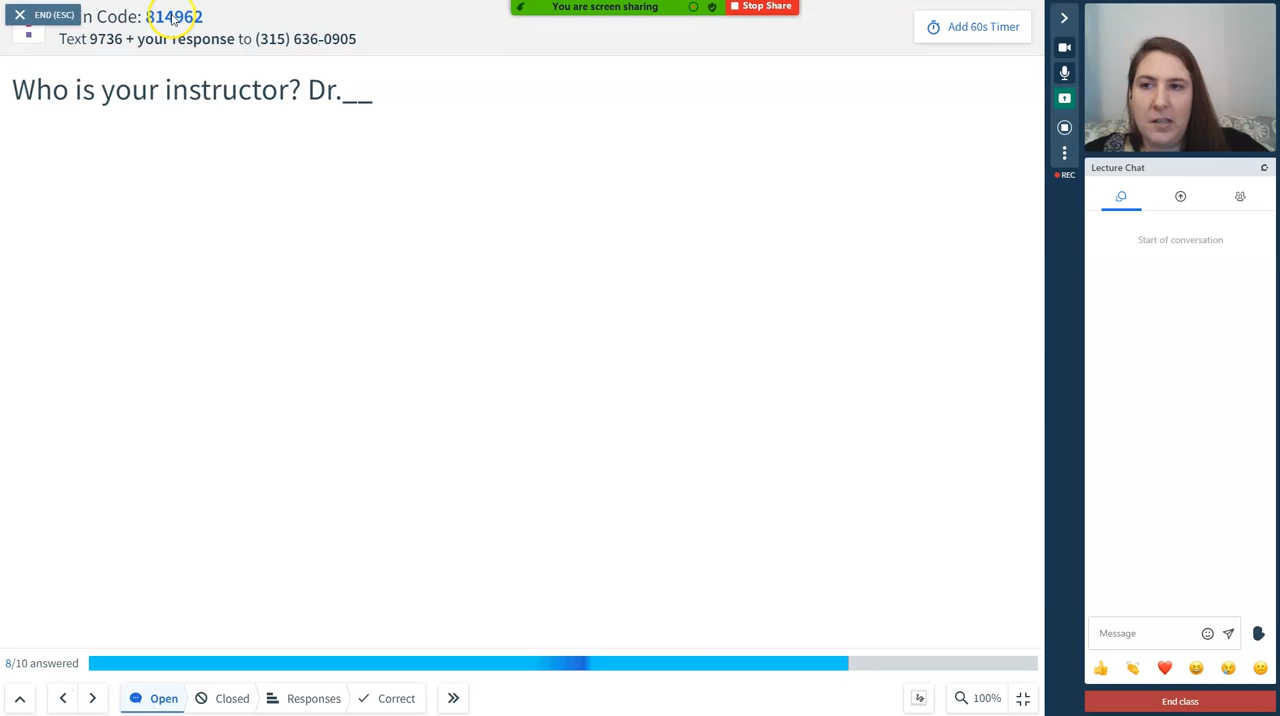 END (ESC)
n Code: 814962
Text 9736 + your response to (315) 636-0905
You are screen sharing
Stop Share
Add 60s Timer
Who is your instructor? Dr.__
REC
Lecture Chat
Start of conversation
Message
8/10 answered
Open
Closed
Responses
Correct
100%
End class